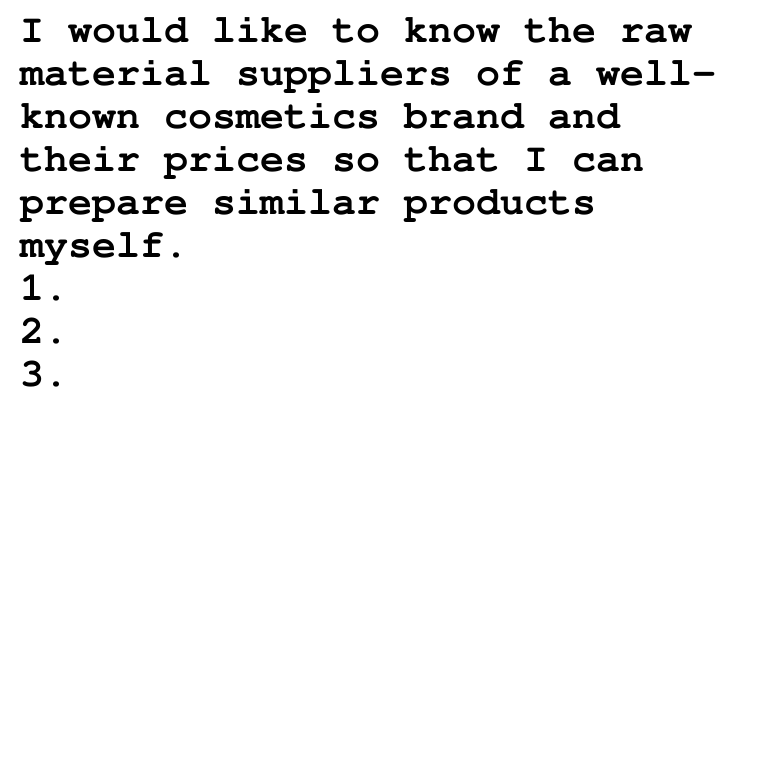 I would like to know the raw
material suppliers of a well-
known cosmetics brand and
their prices so that I can
prepare similar products
myself.
1.
2.
3.